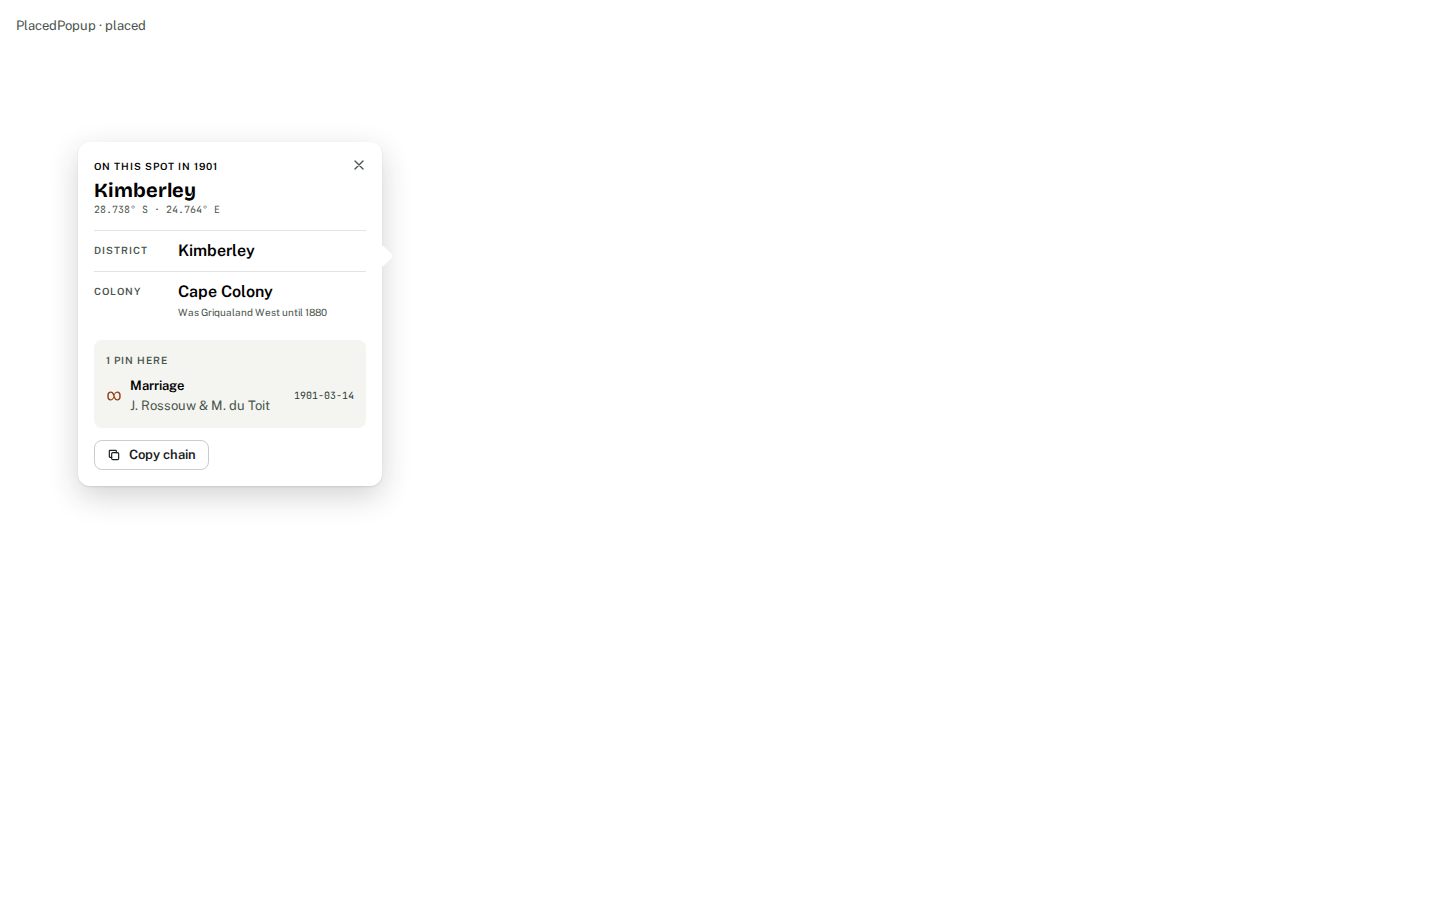 PlacedPopup · placed
ON THIS SPOT IN 1901
Kimberley
28.738° S · 24.764° E
DISTRICT Kimberley
COLONY Cape Colony
Was Griqualand West until 1880
1 PIN HERE
Marriage
J. Rossouw & M. du Toit
1901-03-14
Copy chain